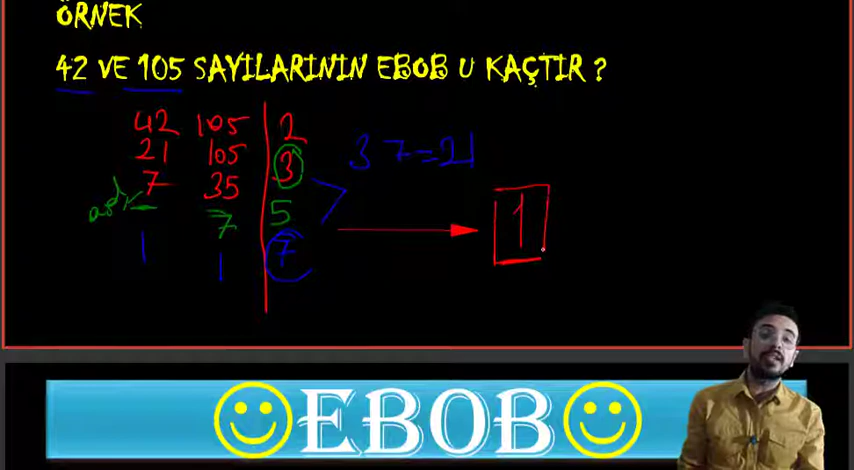 ÖRNEK
42 VE 105 SAYILARININ EBOB U KAÇTIR ?
42 105 2
21 105 3 3 7=21
7 35
7 5
1 1 7
1
EBOB